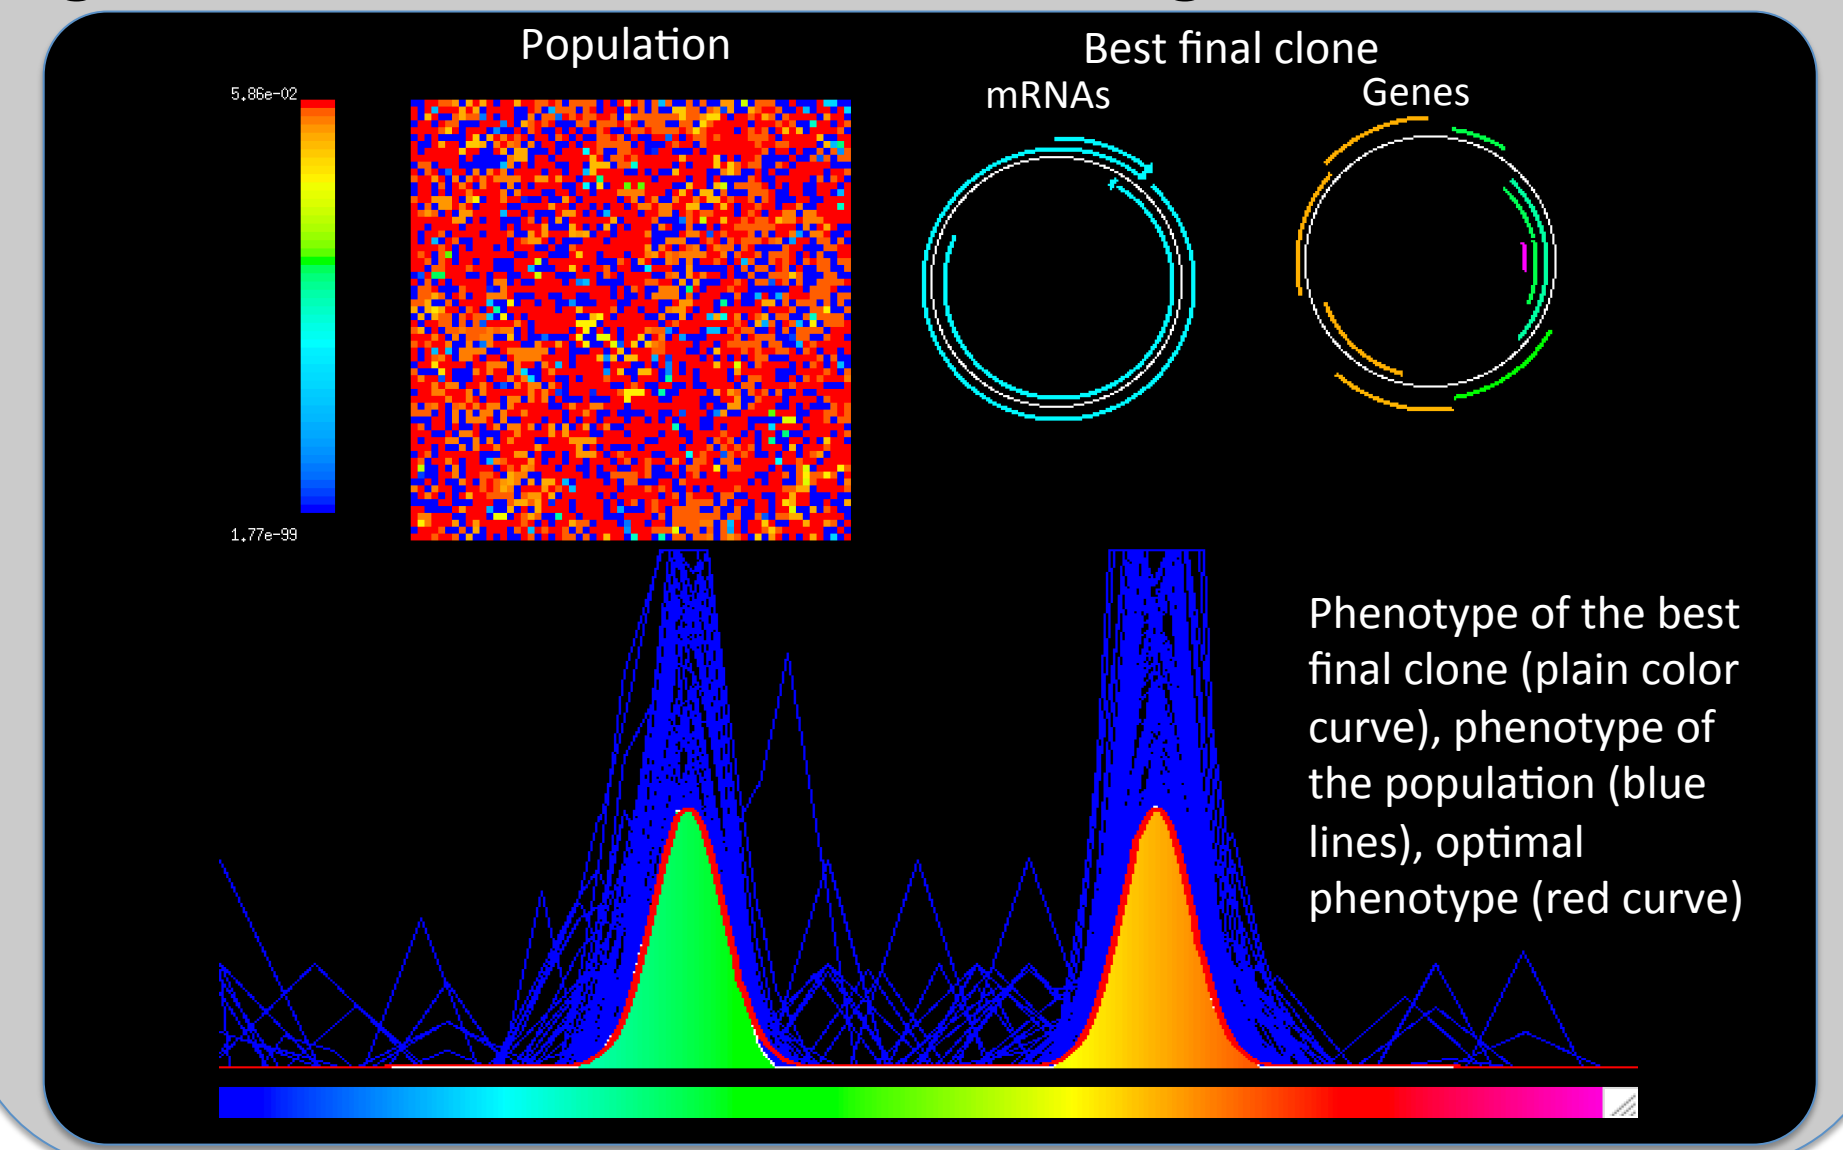 Population
Best final clone
mRNAs
Genes
5.86e-02
1.77e-99
Phenotype of the best
final clone (plain color
curve), phenotype of
the population (blue
lines), optimal
phenotype (red curve)